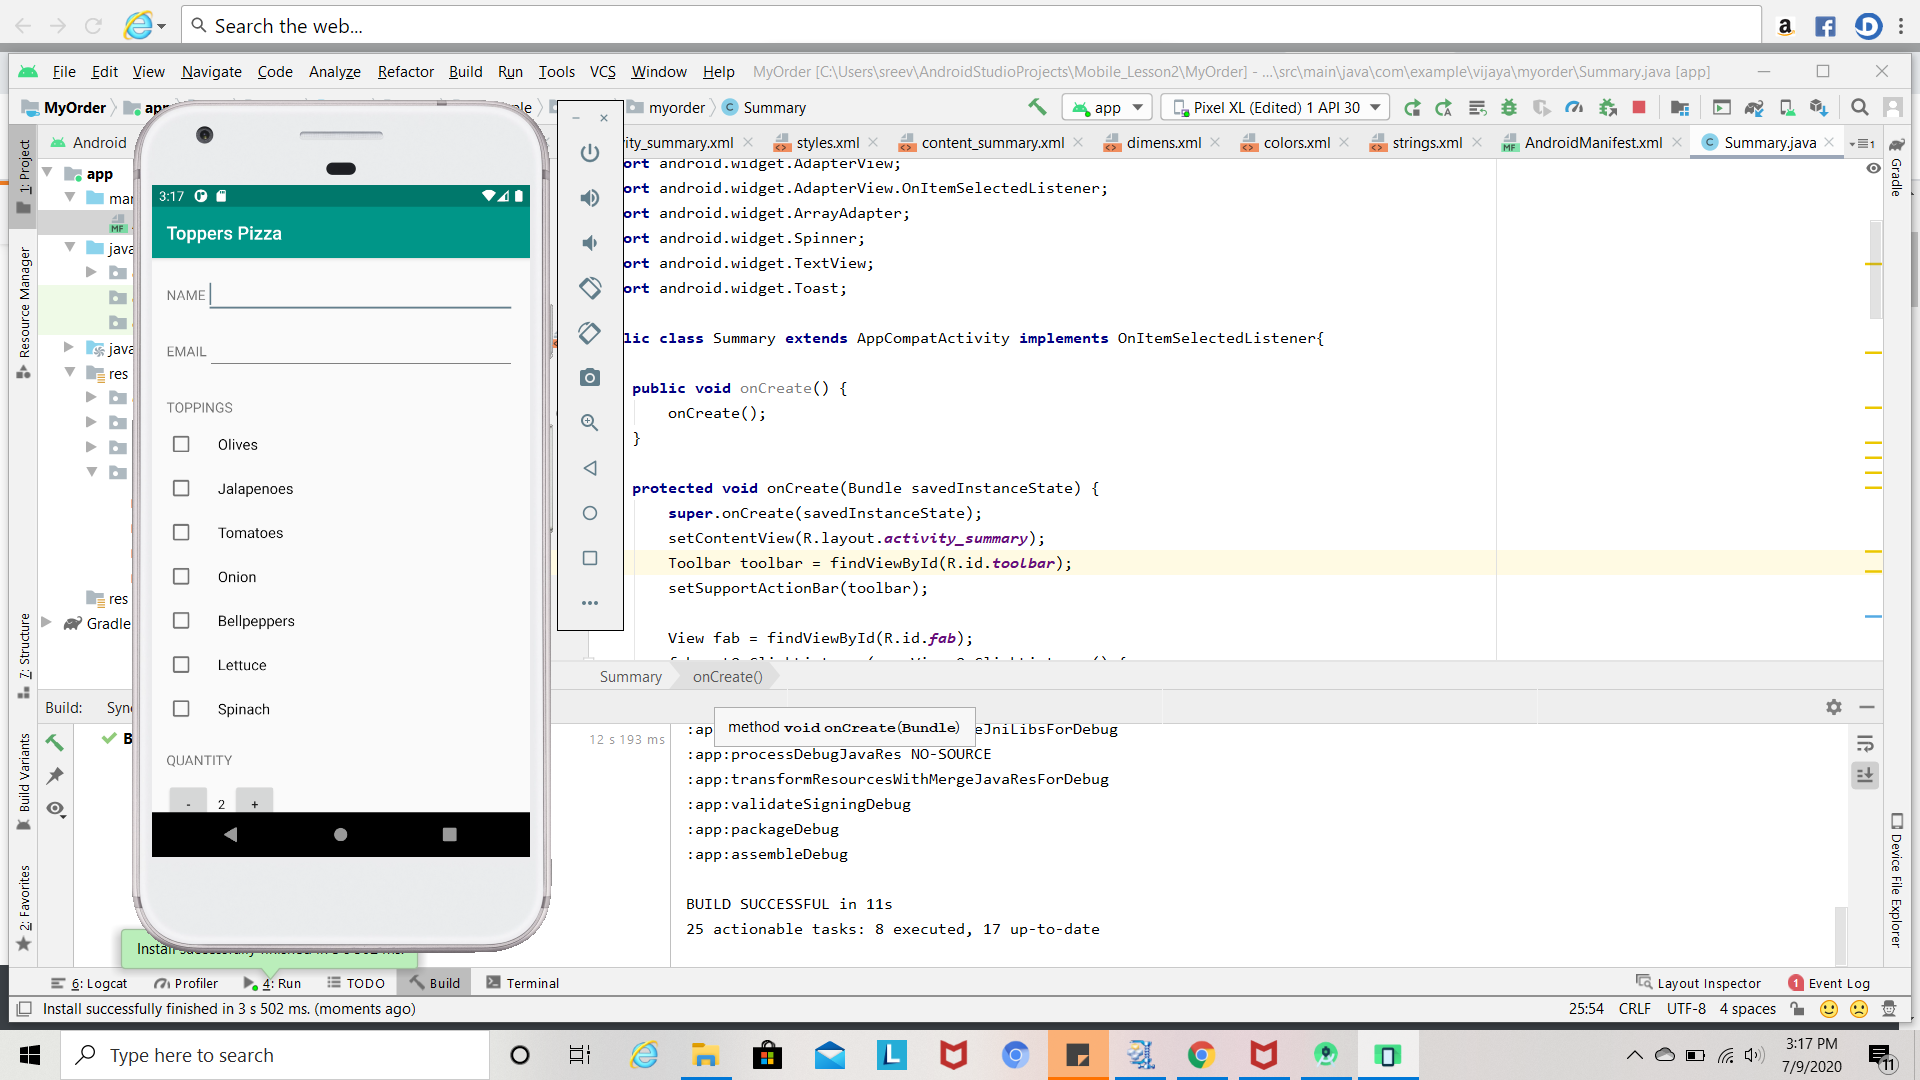 Search the web...
File Edit View Navigate Code Analyze Refactor Build Run Tools VCS Window Help MyOrder [C:\Users\sreev\AndroidStudioProjects\Mobile_Lesson2\MyOrder] - ...\src\main\java\com\example\vijaya\myorder\Summary.java [app]
MyOrder app myorder Summary app Pixel XL (Edited) 1 API 30
Android ity_summary.xml styles.xml content_summary.xml dimens.xml colors.xml strings.xml AndroidManifest.xml Summary.java
1: Project
Resource Manager
7: Structure
Build Variants
2: Favorites
Gradle
Device File Explorer
app
java
java
res
res
Gradle
3:17
Toppers Pizza
NAME
EMAIL
TOPPINGS
Olives
Jalapenoes
Tomatoes
Onion
Bellpeppers
Lettuce
Spinach
QUANTITY
- 2 +
ort android.widget.AdapterView;
ort android.widget.AdapterView.OnItemSelectedListener;
ort android.widget.ArrayAdapter;
ort android.widget.Spinner;
ort android.widget.TextView;
ort android.widget.Toast;
lic class Summary extends AppCompatActivity implements OnItemSelectedListener{
public void onCreate() {
onCreate();
}
protected void onCreate(Bundle savedInstanceState) {
super.onCreate(savedInstanceState);
setContentView(R.layout.activity_summary);
Toolbar toolbar = findViewById(R.id.toolbar);
setSupportActionBar(toolbar);
View fab = findViewById(R.id.fab);
Summary onCreate()
Build: Syn
method void onCreate(Bundle)
12 s 193 ms
:ap eJniLibsForDebug
:app:processDebugJavaRes NO-SOURCE
:app:transformResourcesWithMergeJavaResForDebug
:app:validateSigningDebug
:app:packageDebug
:app:assembleDebug
BUILD SUCCESSFUL in 11s
25 actionable tasks: 8 executed, 17 up-to-date
6: Logcat Profiler 4: Run TODO Build Terminal Layout Inspector 1 Event Log
Install successfully finished in 3 s 502 ms. (moments ago) 25:54 CRLF UTF-8 4 spaces
Type here to search
3:17 PM
7/9/2020
11